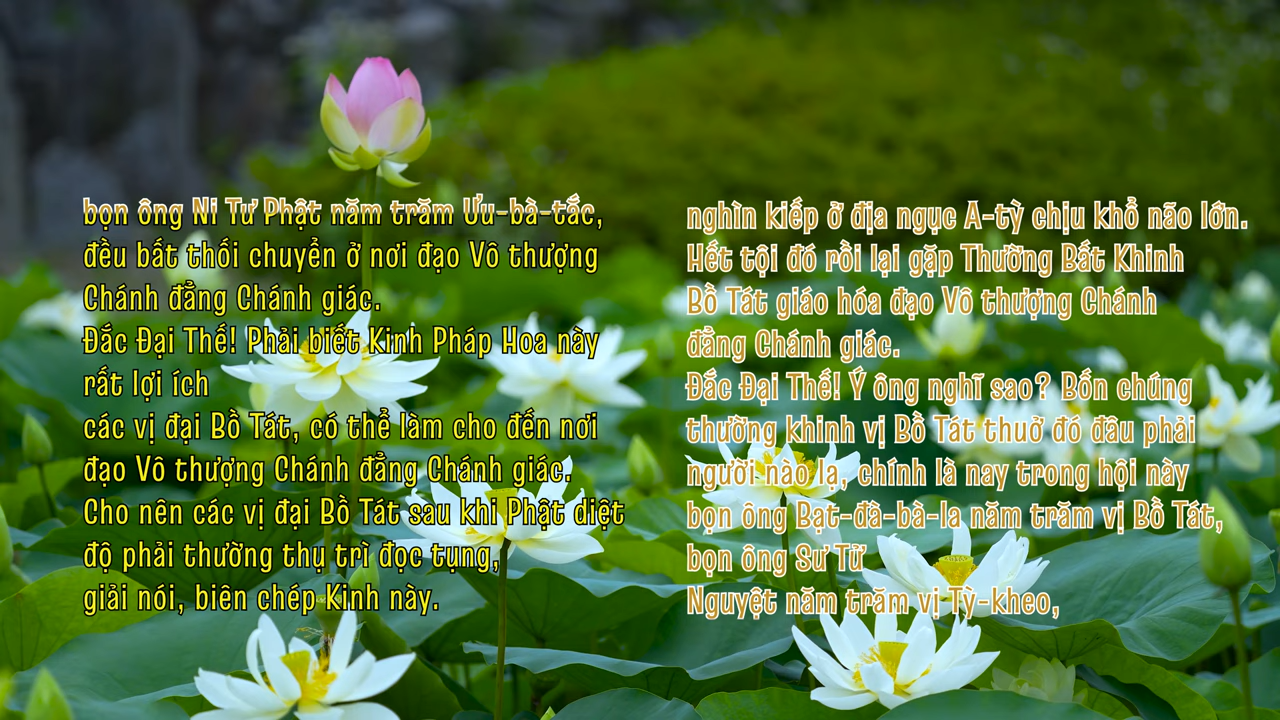 bọn ông Ni Tư Phật năm trăm Ưu-bà-tắc,
đều bất thối chuyển ở nơi đạo Vô thượng
Chánh đẳng Chánh giác.
Đắc Đại Thế! Phải biết Kinh Pháp Hoa này
rất lợi ích
các vị đại Bồ Tát, có thể làm cho đến nơi
đạo Vô thượng Chánh đẳng Chánh giác.
Cho nên các vị đại Bồ Tát sau khi Phật diệt
độ phải thường thụ trì đọc tụng,
giải nói, biên chép Kinh này.
nghìn kiếp ở địa ngục A-tỳ chịu khổ não lớn.
Hết tội đó rồi lại gặp Thường Bất Khinh
Bồ Tát giáo hóa đạo Vô thượng Chánh
đẳng Chánh giác.
Đắc Đại Thế! Ý ông nghĩ sao? Bốn chúng
thường khinh vị Bồ Tát thuở đó đâu phải
người nào lạ, chính là nay trong hội này
bọn ông Bạt-đà-bà-la năm trăm vị Bồ Tát,
bọn ông Sư Tử
Nguyệt năm trăm vị Tỳ-kheo,